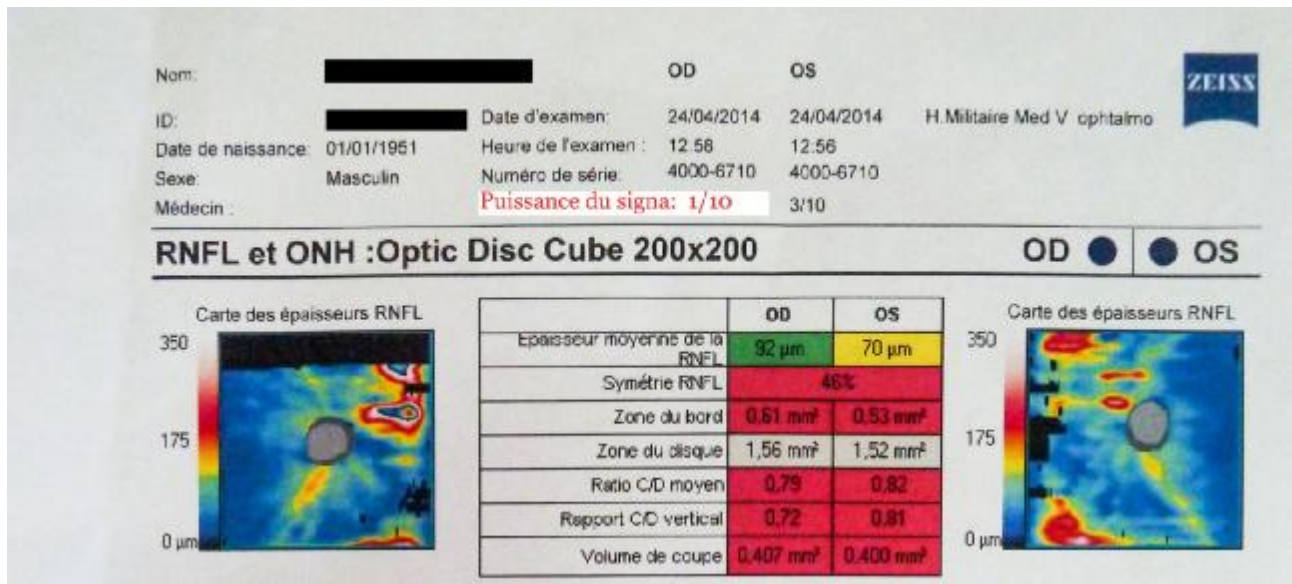 Nom: OD OS
ZEISS
ID: Date d'examen: 24/04/2014 24/04/2014 H.Militaire Med V ophtalmo
Date de naissance: 01/01/1951 Heure de l'examen : 12:58 12:56
Sexe: Masculin Numéro de série: 4000-6710 4000-6710
Médecin : Puissance du signa: 1/10 3/10
RNFL et ONH :Optic Disc Cube 200x200 OD OS
Carte des épaisseurs RNFL
350
175
0 µm
OD OS
Epaisseur moyenne de la RNFL 92 µm 70 µm
Symétrie RNFL 46%
Zone du bord 0,61 mm² 0,53 mm²
Zone du disque 1,56 mm² 1,52 mm²
Ratio C/D moyen 0,79 0,82
Rapport C/D vertical 0,72 0,81
Volume de coupe 0,407 mm³ 0,400 mm³
Carte des épaisseurs RNFL
350
175
0 µm